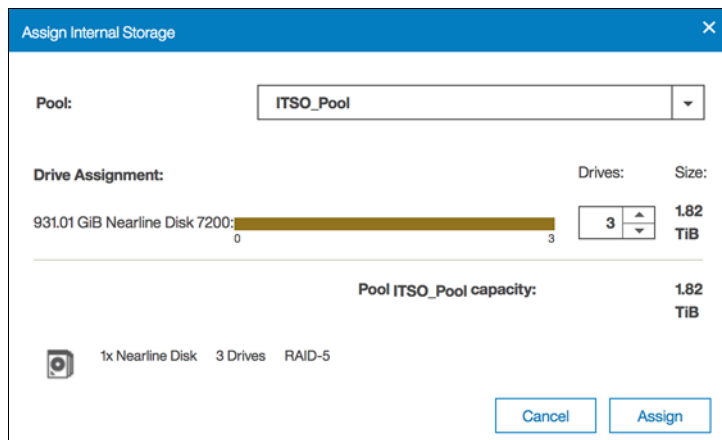 Assign Internal Storage
Pool:
ITSO_Pool
Drive Assignment:
Drives:
Size:
931.01 GiB Nearline Disk 7200:
0
3
3
1.82
TiB
Pool ITSO_Pool capacity:
1.82
TiB
1x Nearline Disk 3 Drives RAID-5
Cancel
Assign